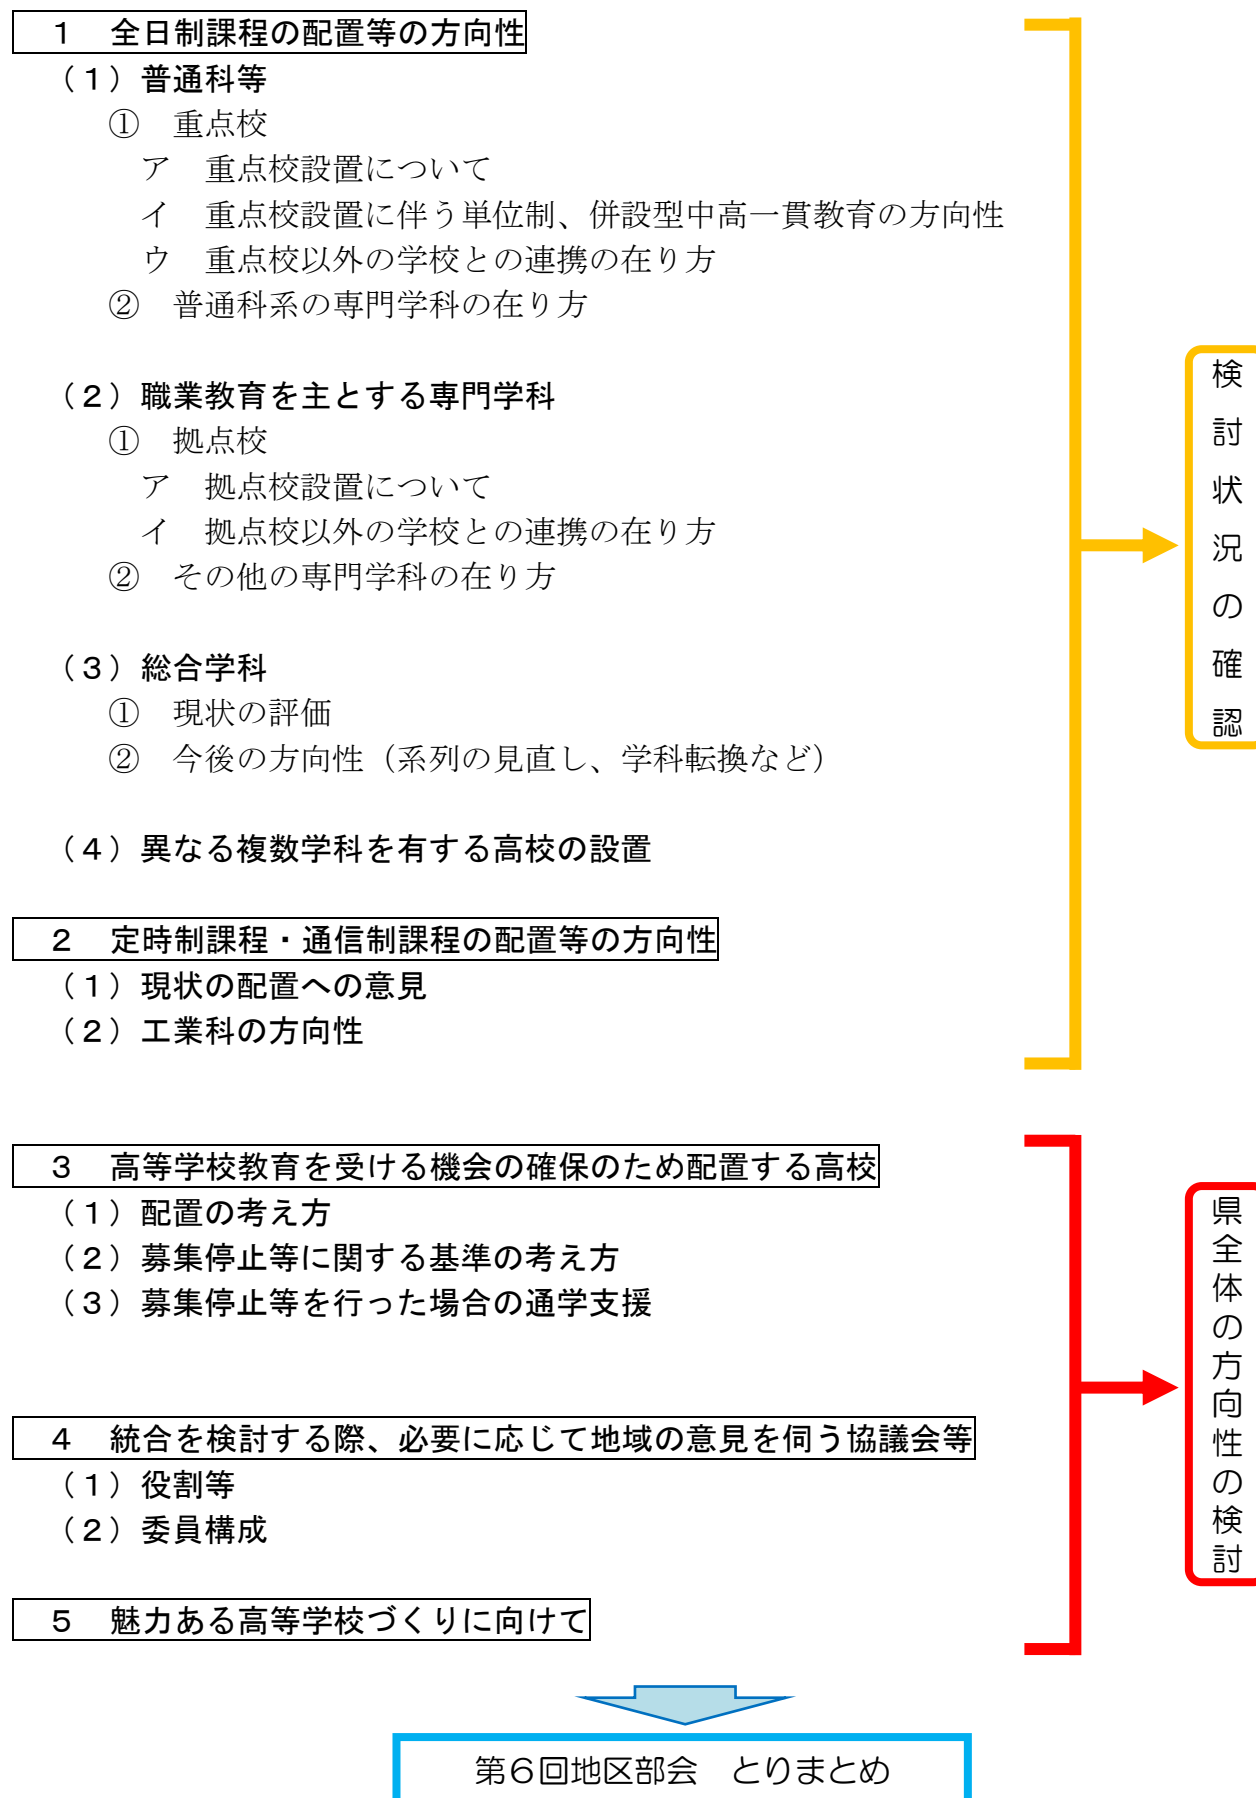 １　全日制課程の配置等の方向性
（１）普通科等
①　重点校
ア　重点校設置について
イ　重点校設置に伴う単位制、併設型中高一貫教育の方向性
ウ　重点校以外の学校との連携の在り方
②　普通科系の専門学科の在り方
（２）職業教育を主とする専門学科
①　拠点校
ア　拠点校設置について
イ　拠点校以外の学校との連携の在り方
②　その他の専門学科の在り方
（３）総合学科
①　現状の評価
②　今後の方向性（系列の見直し、学科転換など）
（４）異なる複数学科を有する高校の設置
２　定時制課程・通信制課程の配置等の方向性
（１）現状の配置への意見
（２）工業科の方向性
検討状況の確認
３　高等学校教育を受ける機会の確保のため配置する高校
（１）配置の考え方
（２）募集停止等に関する基準の考え方
（３）募集停止等を行った場合の通学支援
４　統合を検討する際、必要に応じて地域の意見を伺う協議会等
（１）役割等
（２）委員構成
５　魅力ある高等学校づくりに向けて
県全体の方向性の検討
第６回地区部会　とりまとめ